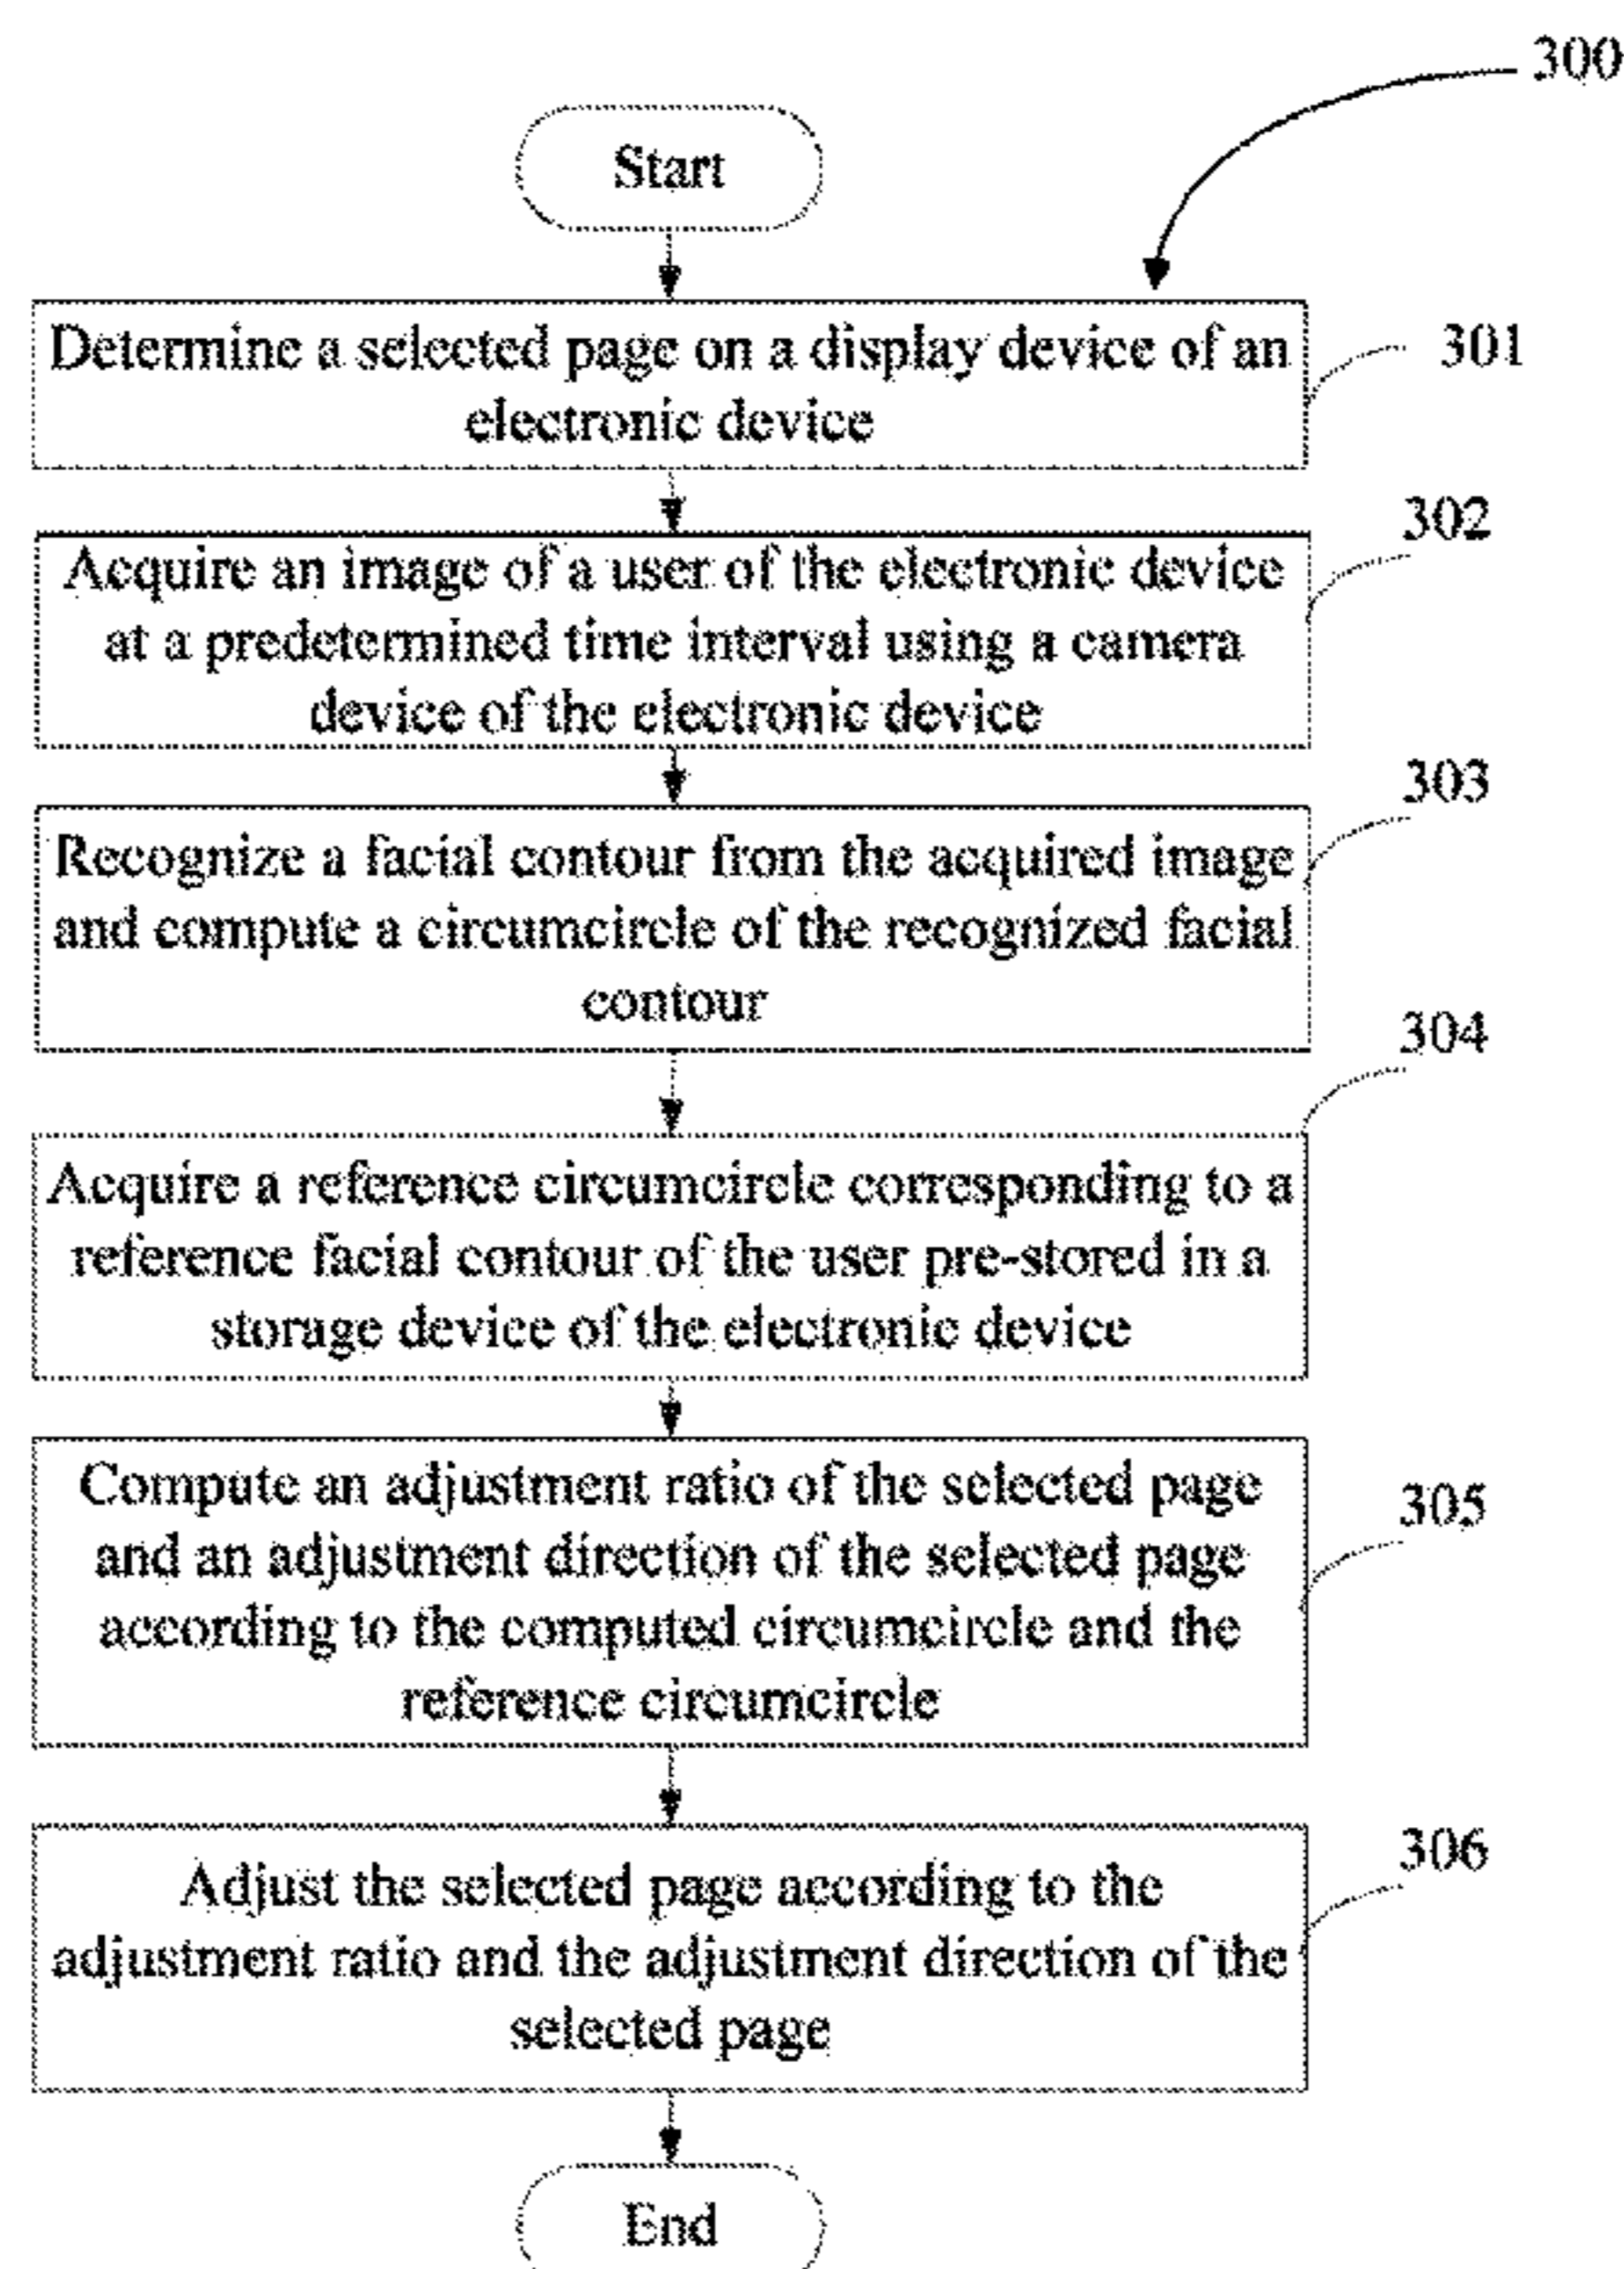 300
Start
Determine a selected page on a display device of an
electronic device
301
302
Acquire an image of a user of the electronic device
at a predetermined time interval using a camera
device of the electronic device
303
Recognize a facial contour from the acquired image
and compute a circumcircle of the recognized facial
contour
304
Acquire a reference circumcircle corresponding to a
reference facial contour of the user pre-stored in a
storage device of the electronic device
305
Compute an adjustment ratio of the selected page
and an adjustment direction of the selected page
according to the computed circumcircle and the
reference circumcircle
306
Adjust the selected page according to the
adjustment ratio and the adjustment direction of the
selected page
End